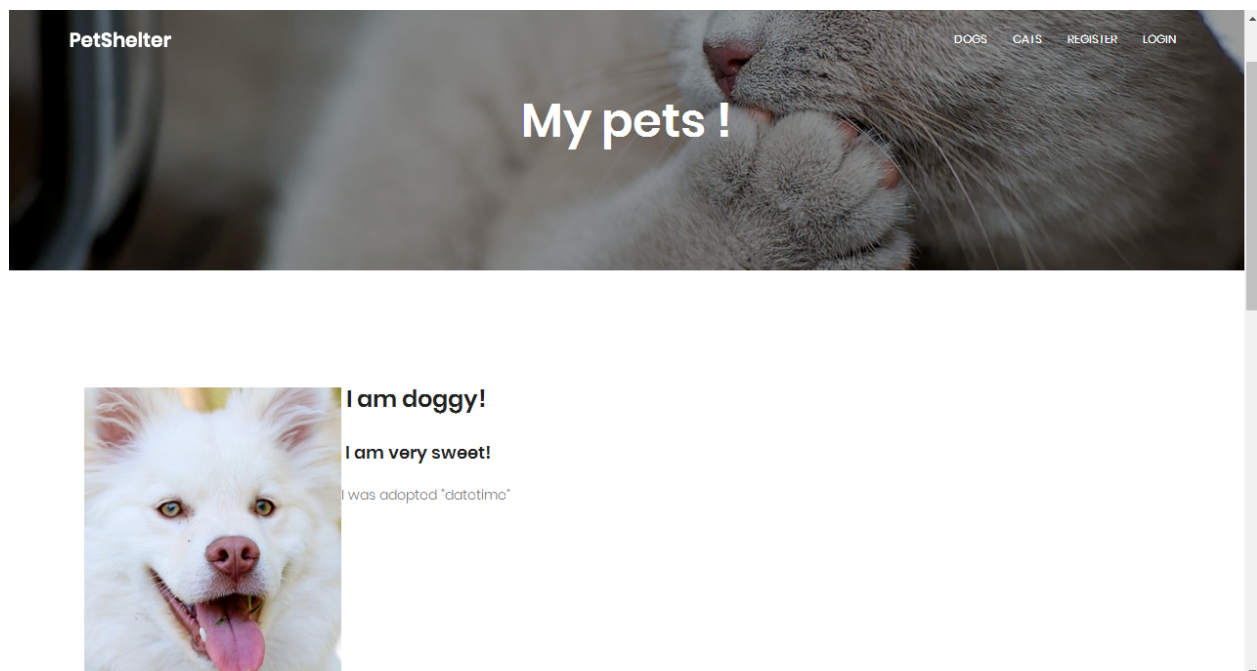 PetShelter
DOGS CATS REGISTER LOGIN
My pets !
I am doggy!
I am very sweet!
I was adopted "datetime"